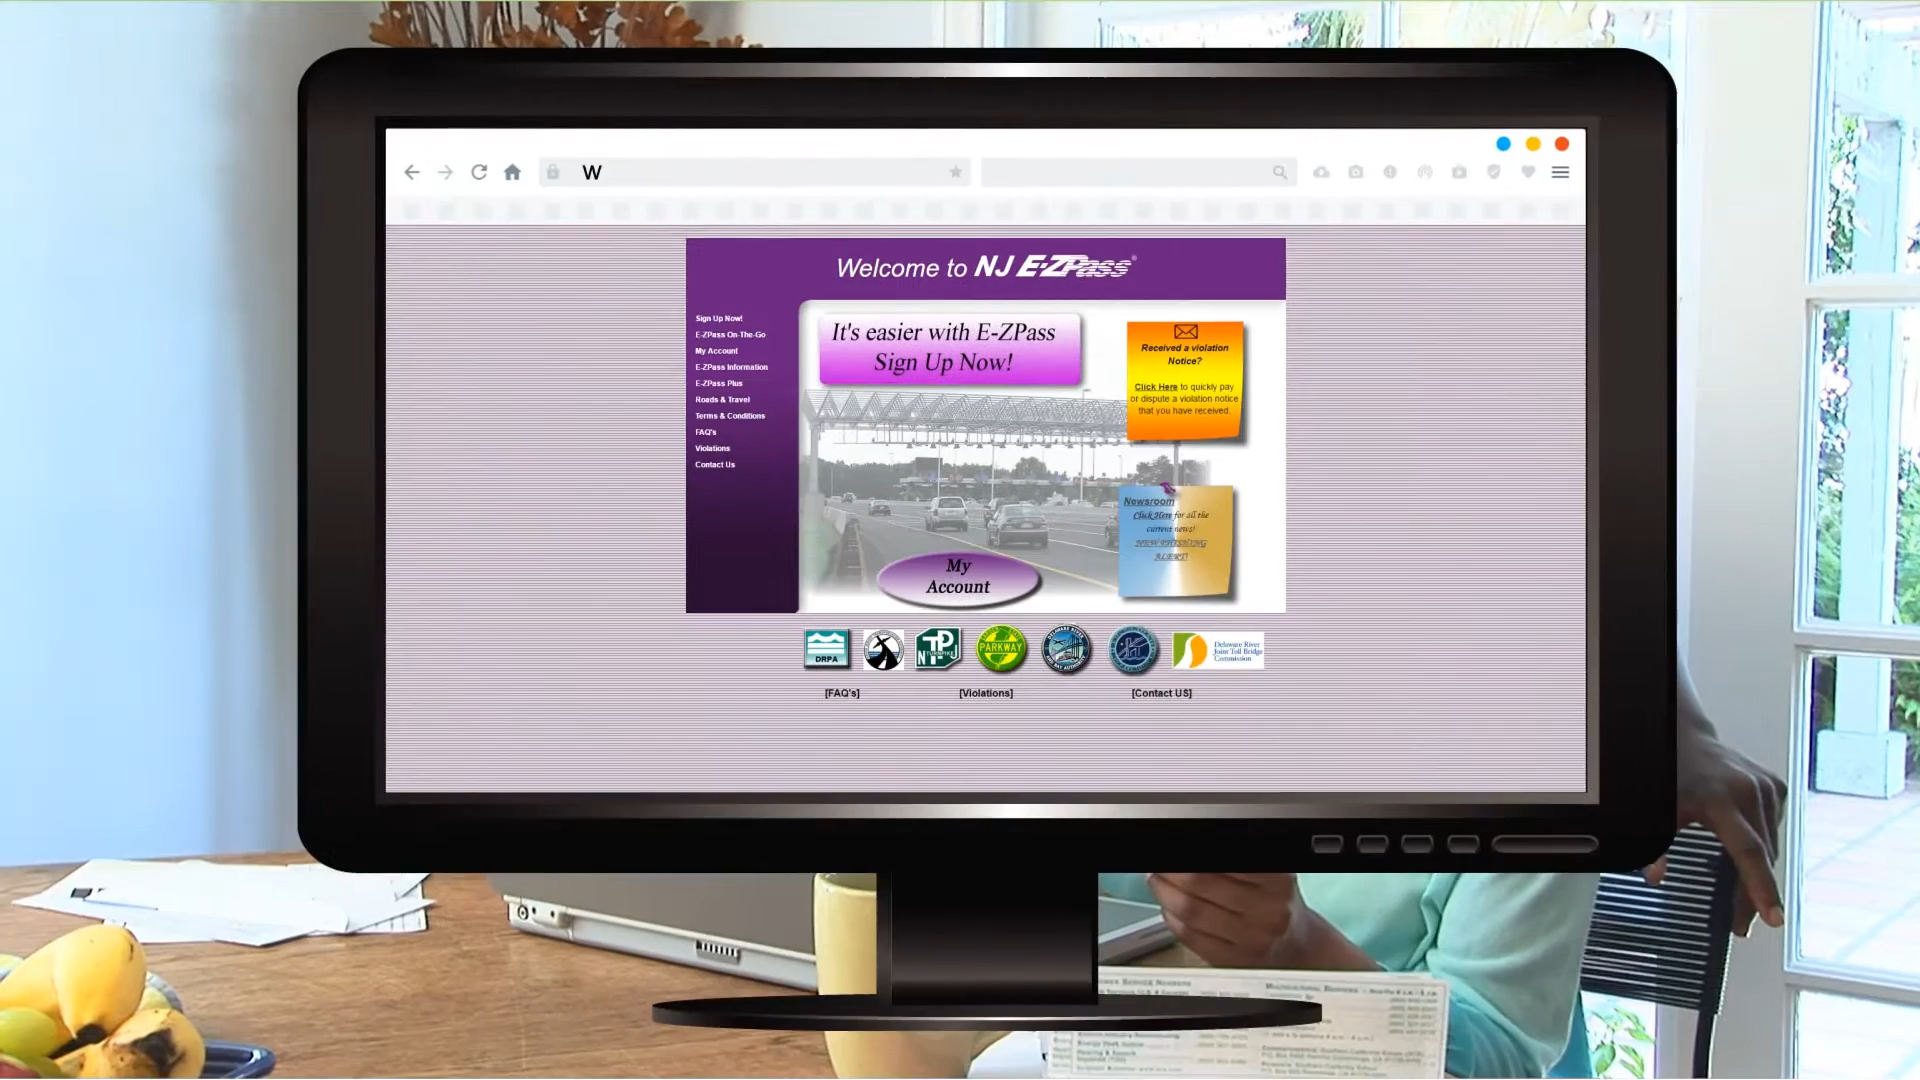 W
Welcome to NJ E-ZPass®
Sign Up Now!
E-ZPass On-The-Go
My Account
E-ZPass Information
E-ZPass Plus
Roads & Travel
Terms & Conditions
FAQ's
Violations
Contact Us
It's easier with E-ZPass
Sign Up Now!
Received a violation
Notice?
Click Here to quickly pay
or dispute a violation notice
that you have received.
Newsroom
Click Here for all the
current news!
NEW PHISHING
ALERT!
My
Account
DRPA
NJ TURNPIKE
PARKWAY
Delaware River
Joint Toll Bridge
Commission
[FAQ's]
[Violations]
[Contact US]